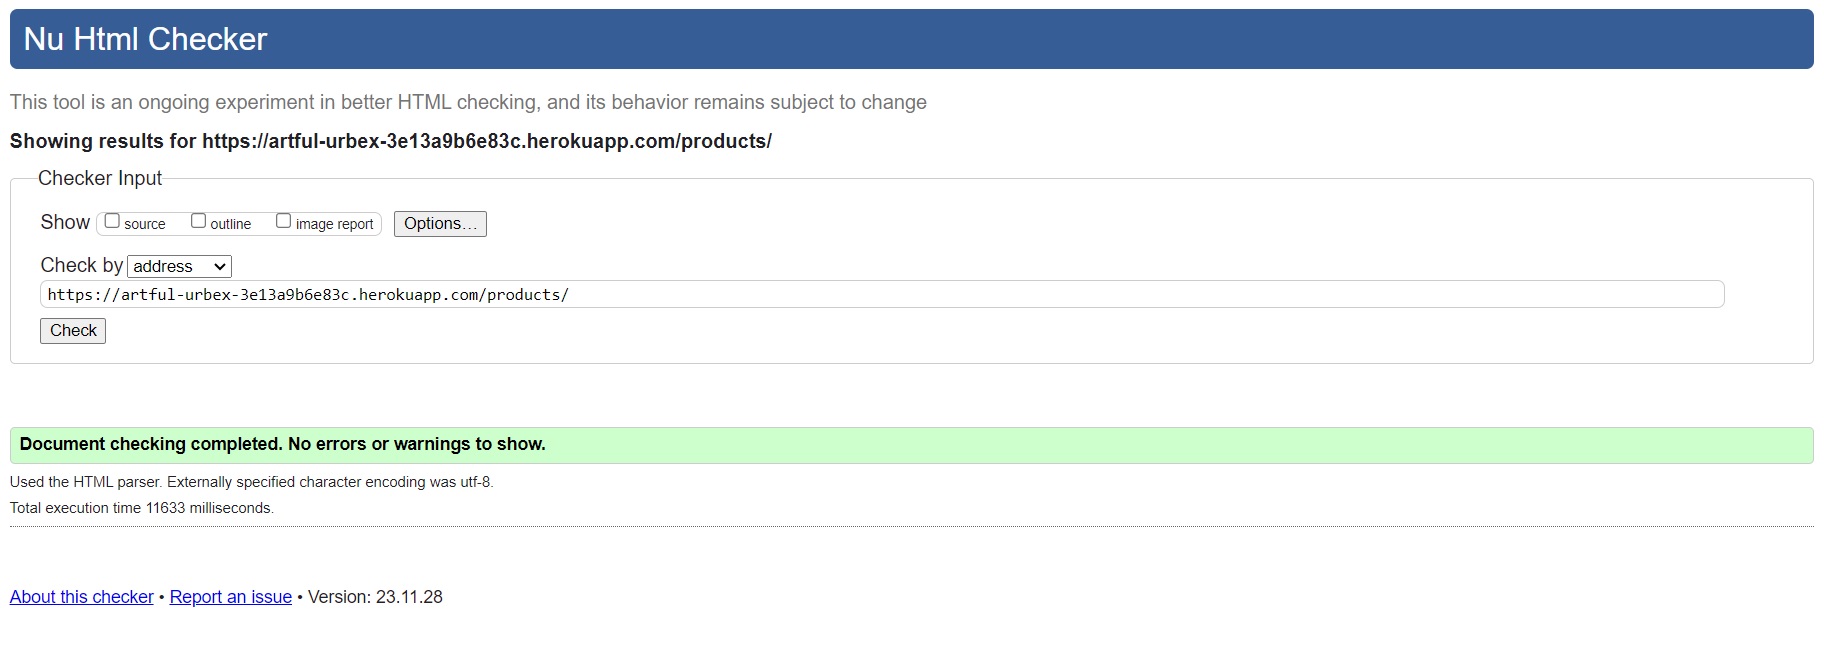 Nu Html Checker
This tool is an ongoing experiment in better HTML checking, and its behavior remains subject to change
Showing results for https://artful-urbex-3e13a9b6e83c.herokuapp.com/products/
Checker Input
Show source outline image report Options…
Check by address
https://artful-urbex-3e13a9b6e83c.herokuapp.com/products/
Check
Document checking completed. No errors or warnings to show.
Used the HTML parser. Externally specified character encoding was utf-8.
Total execution time 11633 milliseconds.
About this checker • Report an issue • Version: 23.11.28